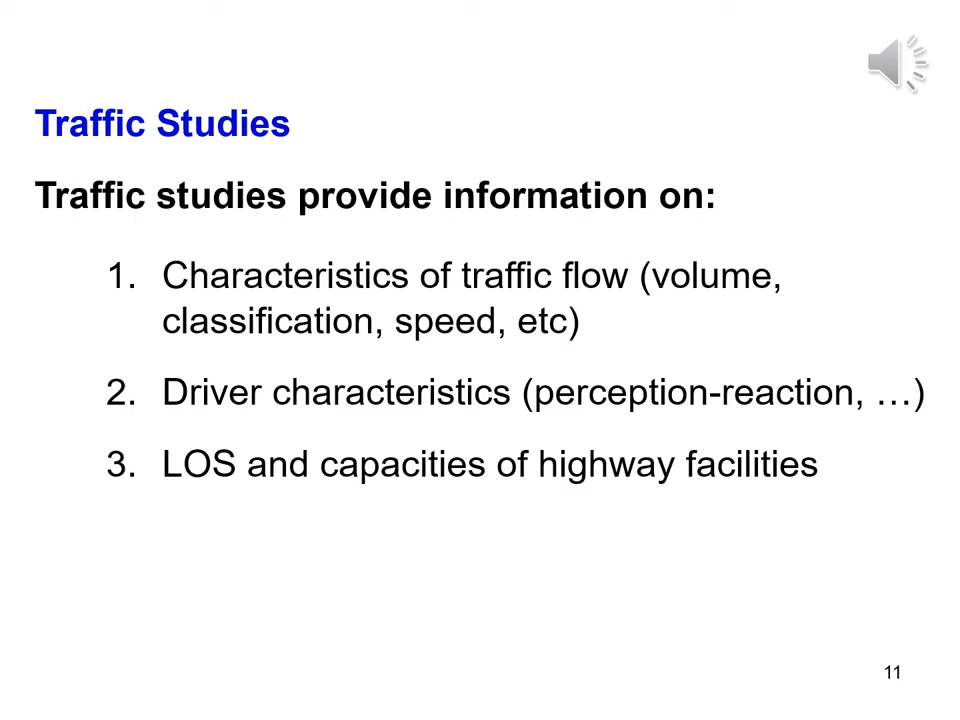 Traffic Studies
Traffic studies provide information on:
1. Characteristics of traffic flow (volume,
classification, speed, etc)
2. Driver characteristics (perception-reaction, …)
3. LOS and capacities of highway facilities
11